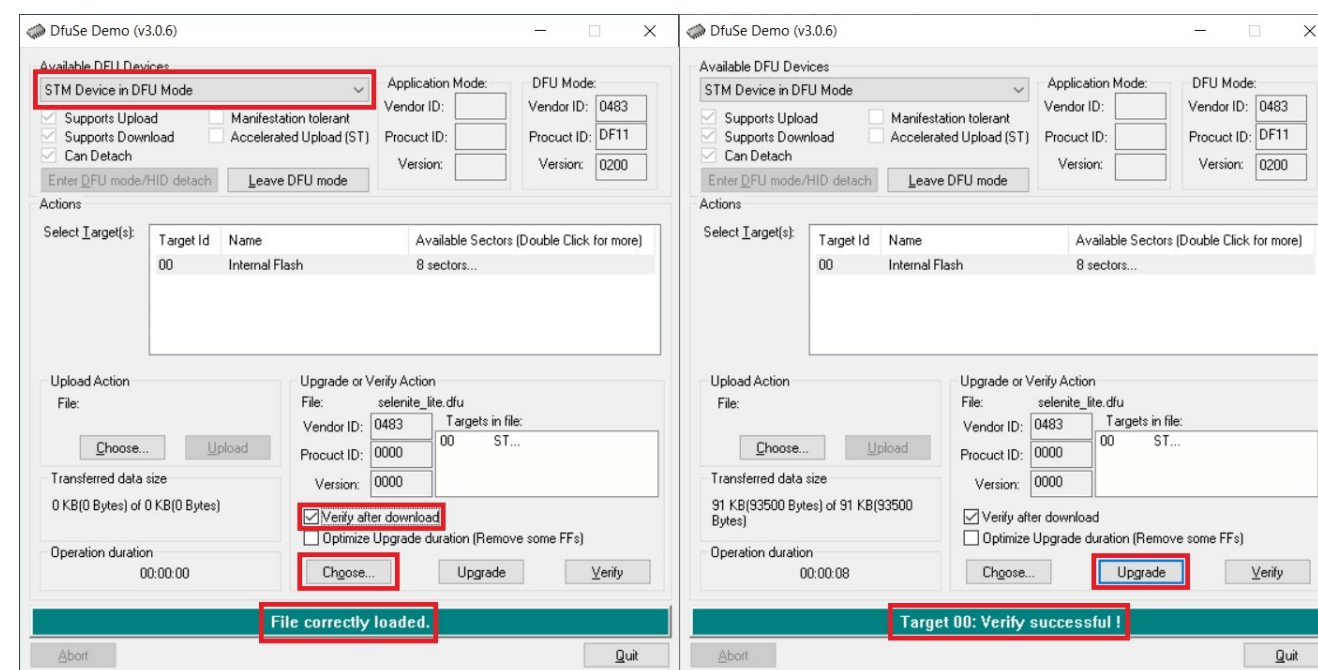 DfuSe Demo (v3.0.6)
Available DFU Devices
STM Device in DFU Mode
Supports Upload
Manifestation tolerant
Supports Download
Accelerated Upload (ST)
Can Detach
Enter DFU mode/HID detach
Leave DFU mode
Application Mode:
Vendor ID:
Procuct ID:
Version:
DFU Mode:
Vendor ID: 0483
Procuct ID: DF11
Version: 0200
Actions
Select Target(s):
Target Id Name Available Sectors (Double Click for more)
00 Internal Flash 8 sectors...
Upload Action
File:
Choose... Upload
Transferred data size
0 KB(0 Bytes) of 0 KB(0 Bytes)
Operation duration
00:00:00
Upgrade or Verify Action
File: selenite_lite.dfu
Vendor ID: 0483
Procuct ID: 0000
Version: 0000
Targets in file:
00 ST...
Verify after download
Optimize Upgrade duration (Remove some FFs)
Choose... Upgrade Verify
File correctly loaded.
Abort Quit
DfuSe Demo (v3.0.6)
Available DFU Devices
STM Device in DFU Mode
Supports Upload
Manifestation tolerant
Supports Download
Accelerated Upload (ST)
Can Detach
Enter DFU mode/HID detach
Leave DFU mode
Application Mode:
Vendor ID:
Procuct ID:
Version:
DFU Mode:
Vendor ID: 0483
Procuct ID: DF11
Version: 0200
Actions
Select Target(s):
Target Id Name Available Sectors (Double Click for more)
00 Internal Flash 8 sectors...
Upload Action
File:
Choose... Upload
Transferred data size
91 KB(93500 Bytes) of 91 KB(93500
Bytes)
Operation duration
00:00:08
Upgrade or Verify Action
File: selenite_lite.dfu
Vendor ID: 0483
Procuct ID: 0000
Version: 0000
Targets in file:
00 ST...
Verify after download
Optimize Upgrade duration (Remove some FFs)
Choose... Upgrade Verify
Target 00: Verify successful !
Abort Quit